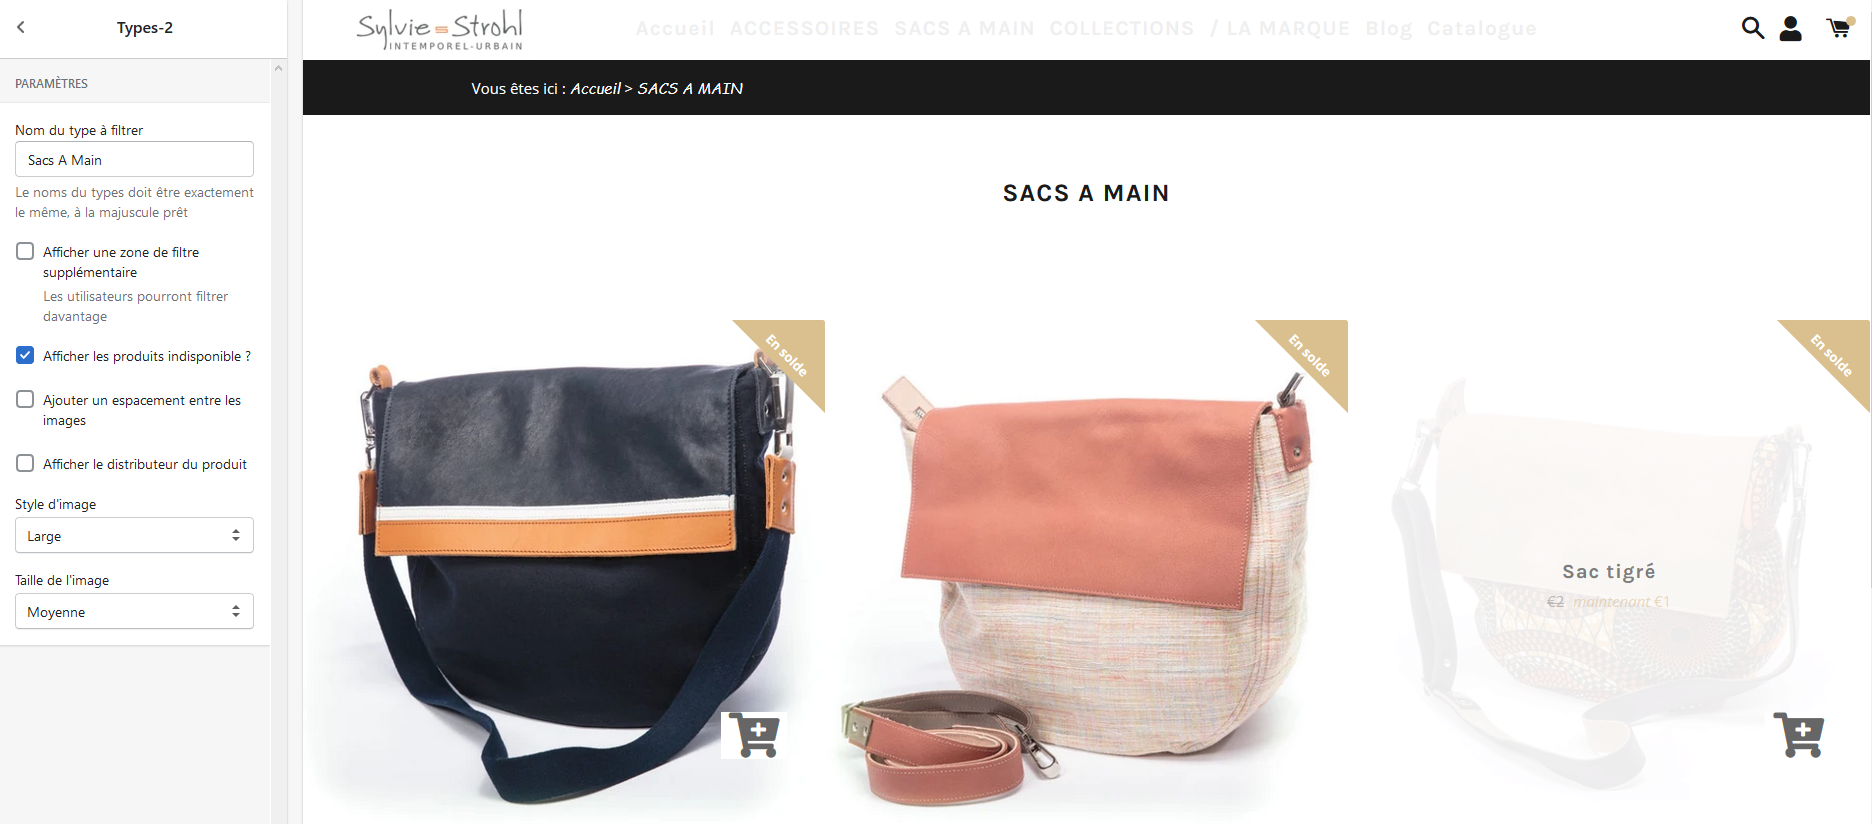 Types-2
PARAMÈTRES
Nom du type à filtrer
Sacs A Main
Le noms du types doit être exactement
le même, à la majuscule prêt
Afficher une zone de filtre
supplémentaire
Les utilisateurs pourront filtrer
davantage
Afficher les produits indisponible ?
Ajouter un espacement entre les
images
Afficher le distributeur du produit
Style d'image
Large
Taille de l'image
Moyenne
Sylvie=Strohl
INTEMPOREL-URBAIN
Accueil ACCESSOIRES SACS A MAIN COLLECTIONS / LA MARQUE Blog Catalogue
Vous êtes ici : Accueil > SACS A MAIN
SACS A MAIN
En solde
En solde
En solde
Sac tigré
€2 maintenant €1